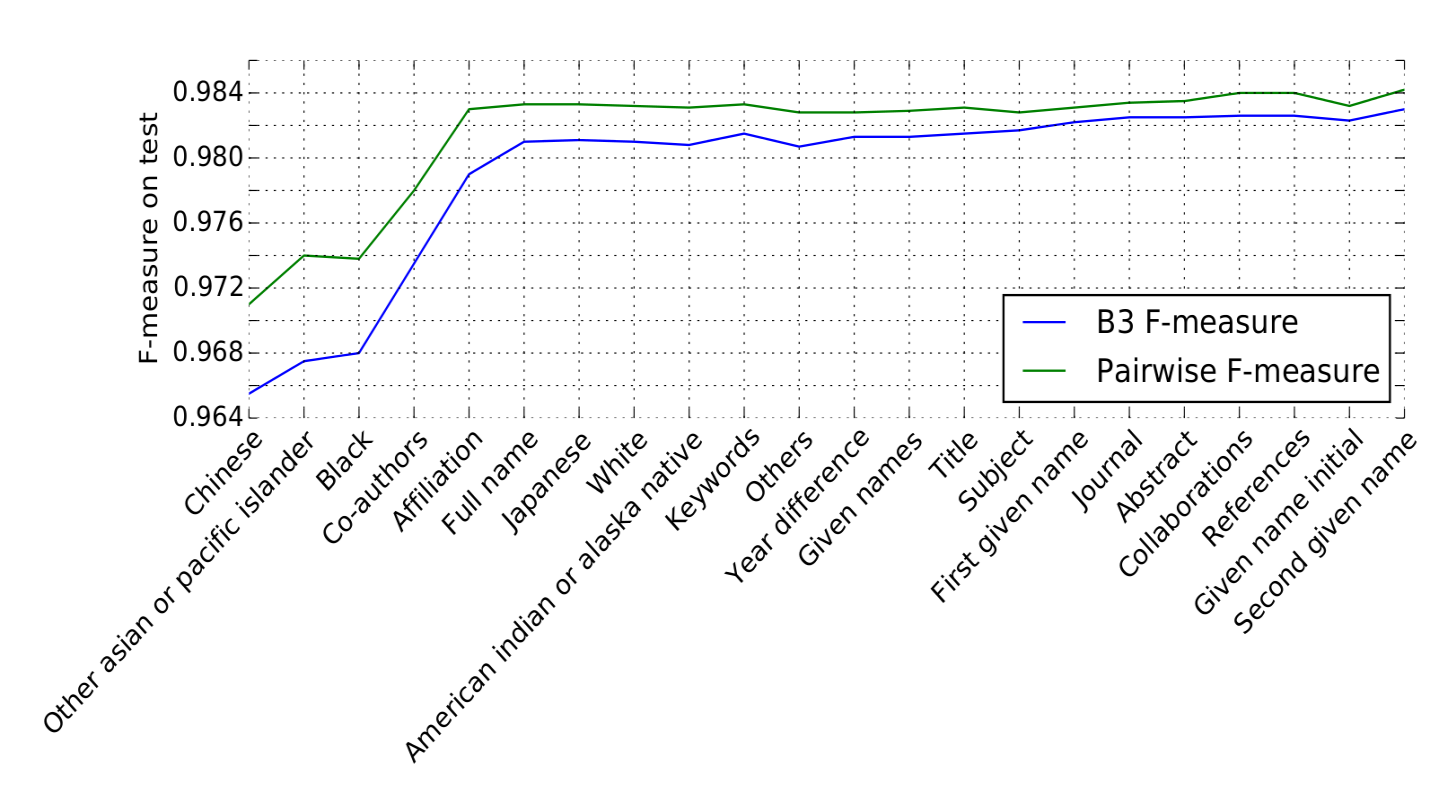 F-measure on test
0.984
0.980
0.976
0.972
0.968
0.964
B3 F-measure
Pairwise F-measure
Chinese
Other asian or pacific islander
Black
Co-authors
Affiliation
Full name
Japanese
White
American indian or alaska native
Keywords
Others
Year difference
Given names
Title
Subject
First given name
Journal
Abstract
Collaborations
References
Given name initial
Second given name